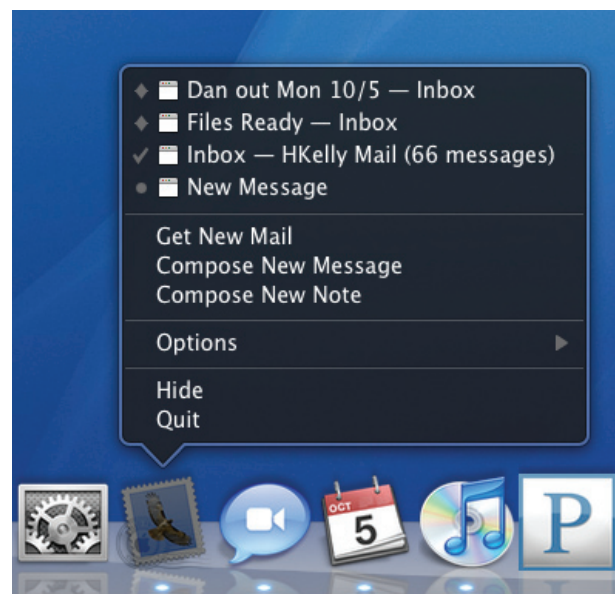 Dan out Mon 10/5 — Inbox
Files Ready — Inbox
Inbox — HKelly Mail (66 messages)
New Message
Get New Mail
Compose New Message
Compose New Note
Options
Hide
Quit
OCT
5
P